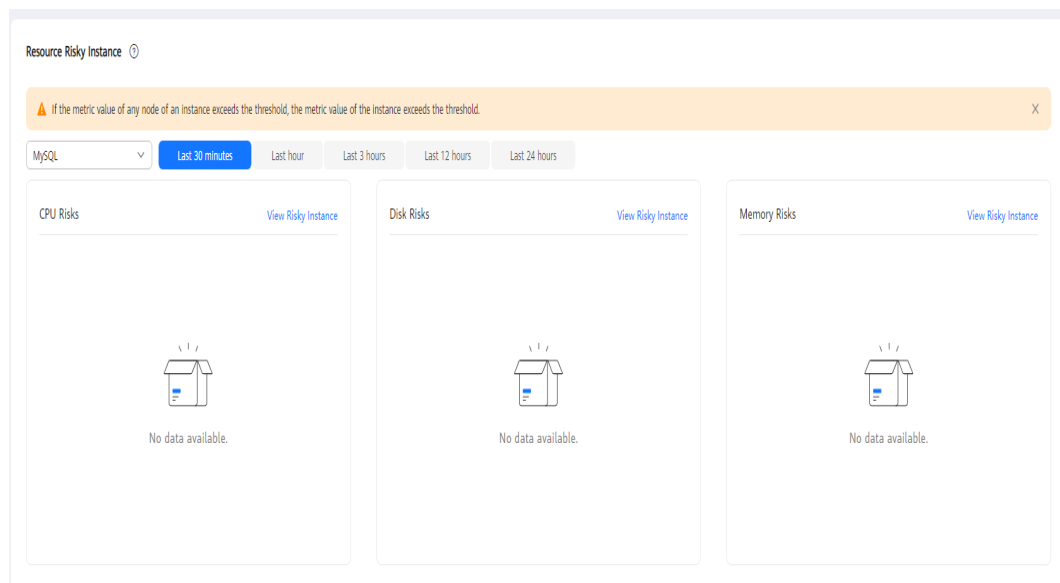 Resource Risky Instance ?
If the metric value of any node of an instance exceeds the threshold, the metric value of the instance exceeds the threshold.
MySQL Last 30 minutes Last hour Last 3 hours Last 12 hours Last 24 hours
CPU Risks View Risky Instance Disk Risks View Risky Instance Memory Risks View Risky Instance
No data available. No data available. No data available.